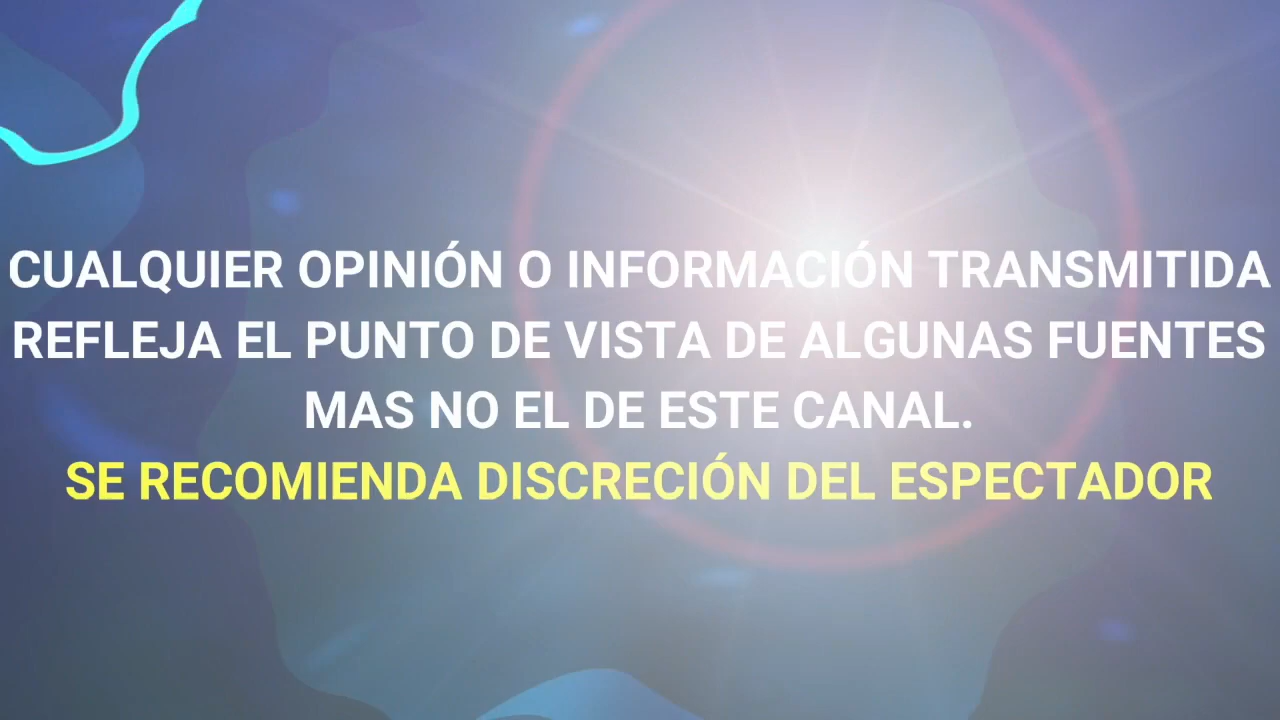 CUALQUIER OPINIÓN O INFORMACIÓN TRANSMITIDA
REFLEJA EL PUNTO DE VISTA DE ALGUNAS FUENTES
MAS NO EL DE ESTE CANAL.
SE RECOMIENDA DISCRECIÓN DEL ESPECTADOR